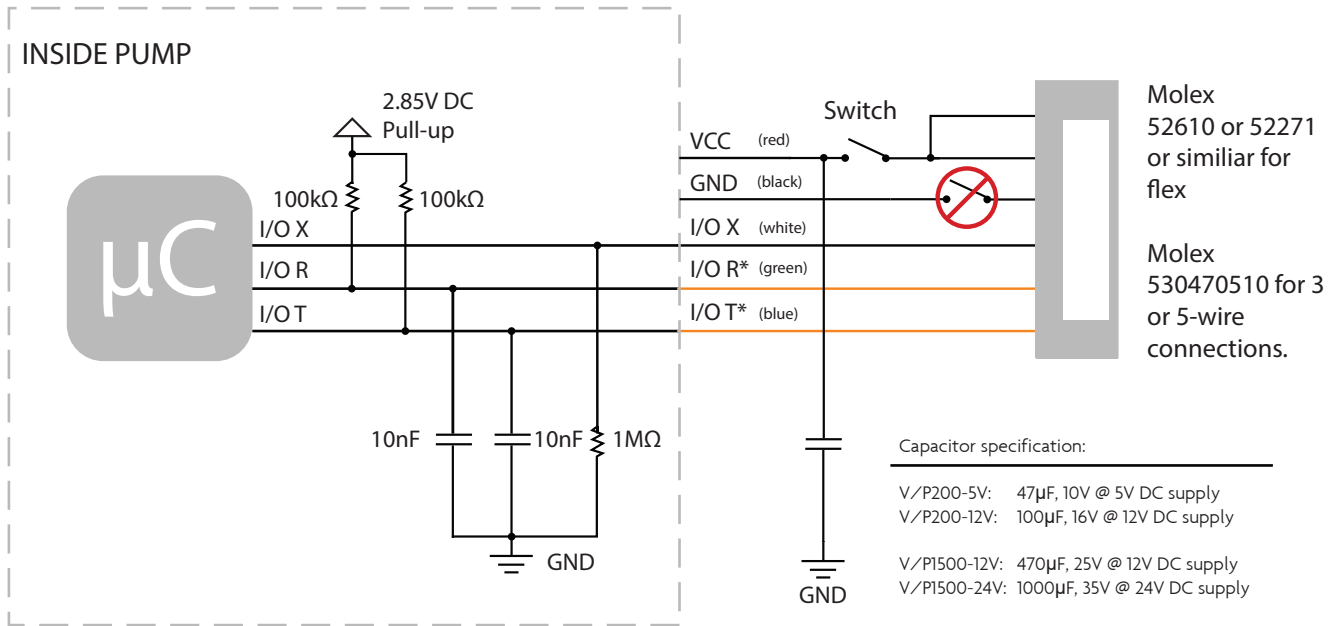 INSIDE PUMP
2.85V DC
Pull-up
100kΩ
100kΩ
µC
I/O X
I/O R
I/O T
10nF
10nF
1MΩ
GND
VCC (red)
GND (black)
I/O X (white)
I/O R* (green)
I/O T* (blue)
Switch
GND
Molex
52610 or 52271
or similiar for
flex
Molex
530470510 for 3
or 5-wire
connections.
Capacitor specification:
V/P200-5V: 47µF, 10V @ 5V DC supply
V/P200-12V: 100µF, 16V @ 12V DC supply
V/P1500-12V: 470µF, 25V @ 12V DC supply
V/P1500-24V: 1000µF, 35V @ 24V DC supply